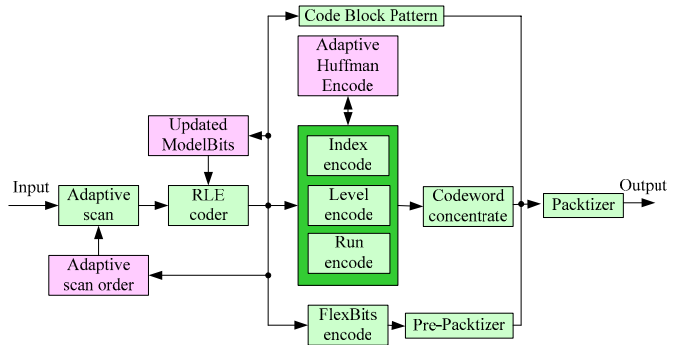 Code Block Pattern
Adaptive
Huffman
Encode
Updated
ModelBits
Index
encode
Input
Adaptive
scan
RLE
coder
Level
encode
Codeword
concentrate
Packtizer
Output
Run
encode
Adaptive
scan order
FlexBits
encode
Pre-Packtizer